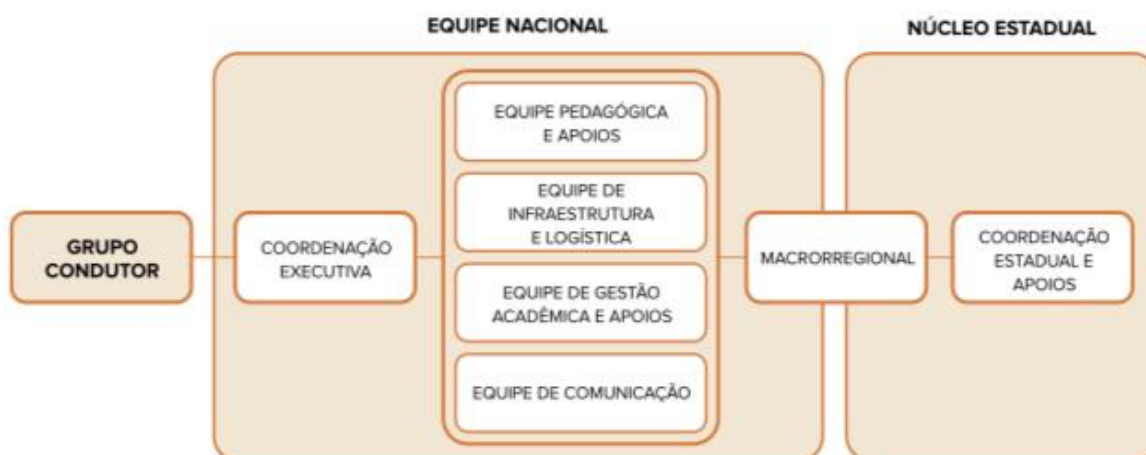 EQUIPE NACIONAL
NÚCLEO ESTADUAL
GRUPO
CONDUTOR
COORDENAÇÃO
EXECUTIVA
EQUIPE PEDAGÓGICA
E APOIOS
EQUIPE DE
INFRAESTRUTURA
E LOGÍSTICA
EQUIPE DE GESTÃO
ACADÊMICA E APOIOS
EQUIPE DE COMUNICAÇÃO
MACRORREGIONAL
COORDENAÇÃO
ESTADUAL E
APOIOS